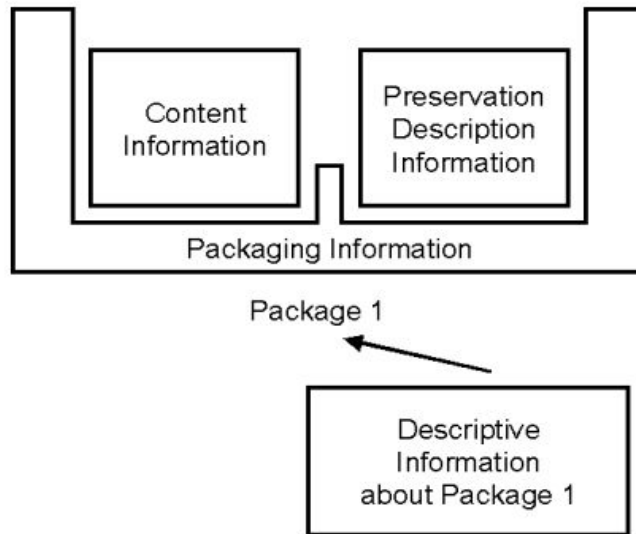 Content
Information
Preservation
Description
Information
Packaging Information
Package 1
Descriptive
Information
about Package 1